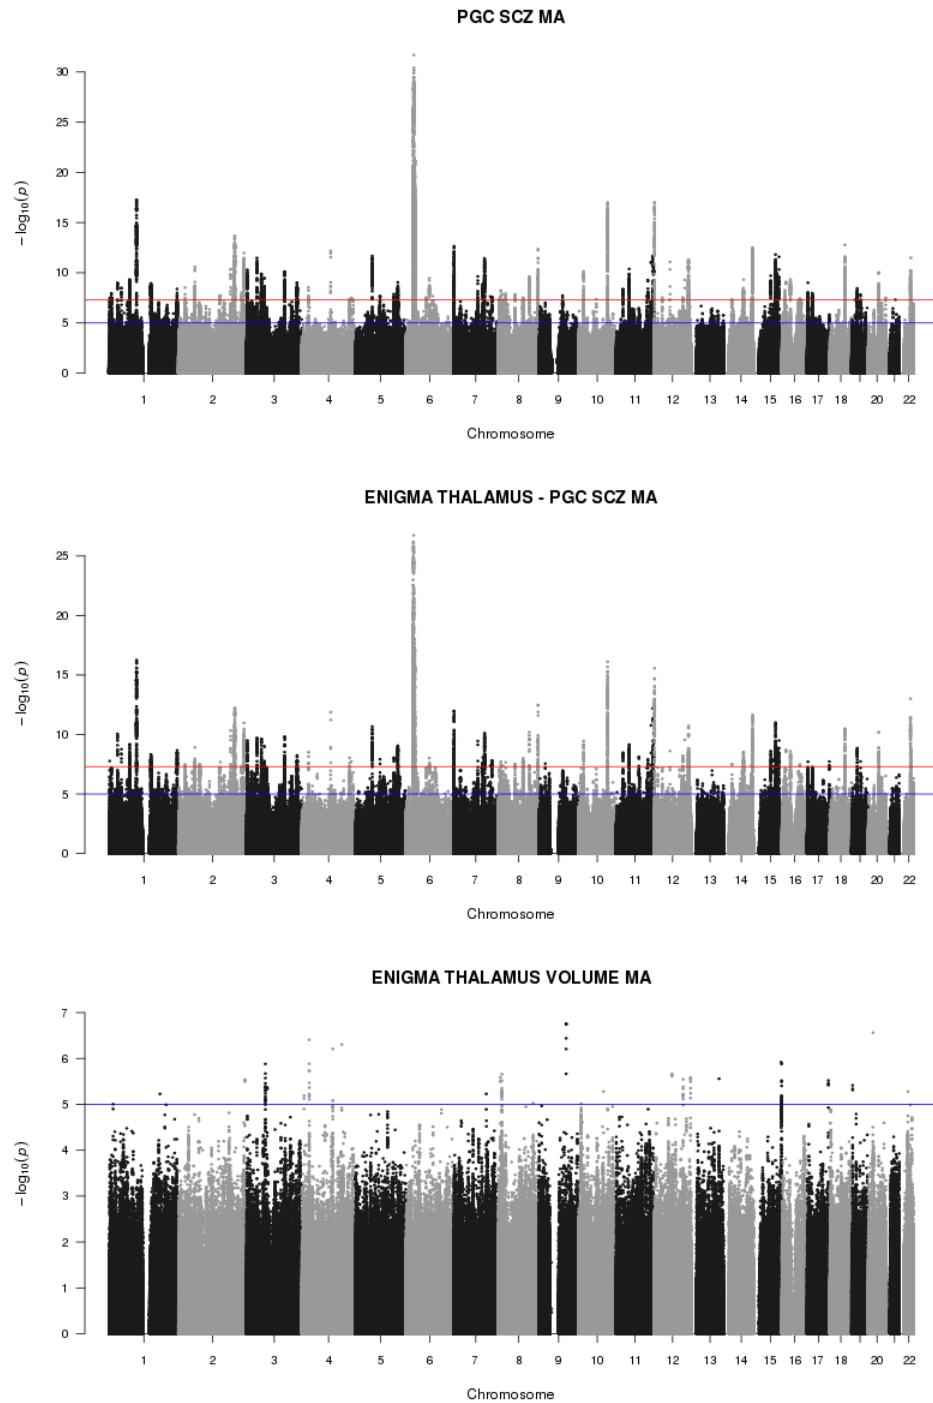 PGC SCZ MA
30
25
20
15
10
5
0
− log10(p)
1 2 3 4 5 6 7 8 9 10 11 12 13 14 15 16 17 18 20 22
Chromosome
ENIGMA THALAMUS - PGC SCZ MA
25
20
15
10
5
0
− log10(p)
1 2 3 4 5 6 7 8 9 10 11 12 13 14 15 16 17 18 20 22
Chromosome
ENIGMA THALAMUS VOLUME MA
7
6
5
4
3
2
1
0
− log10(p)
1 2 3 4 5 6 7 8 9 10 11 12 13 14 15 16 17 18 20 22
Chromosome